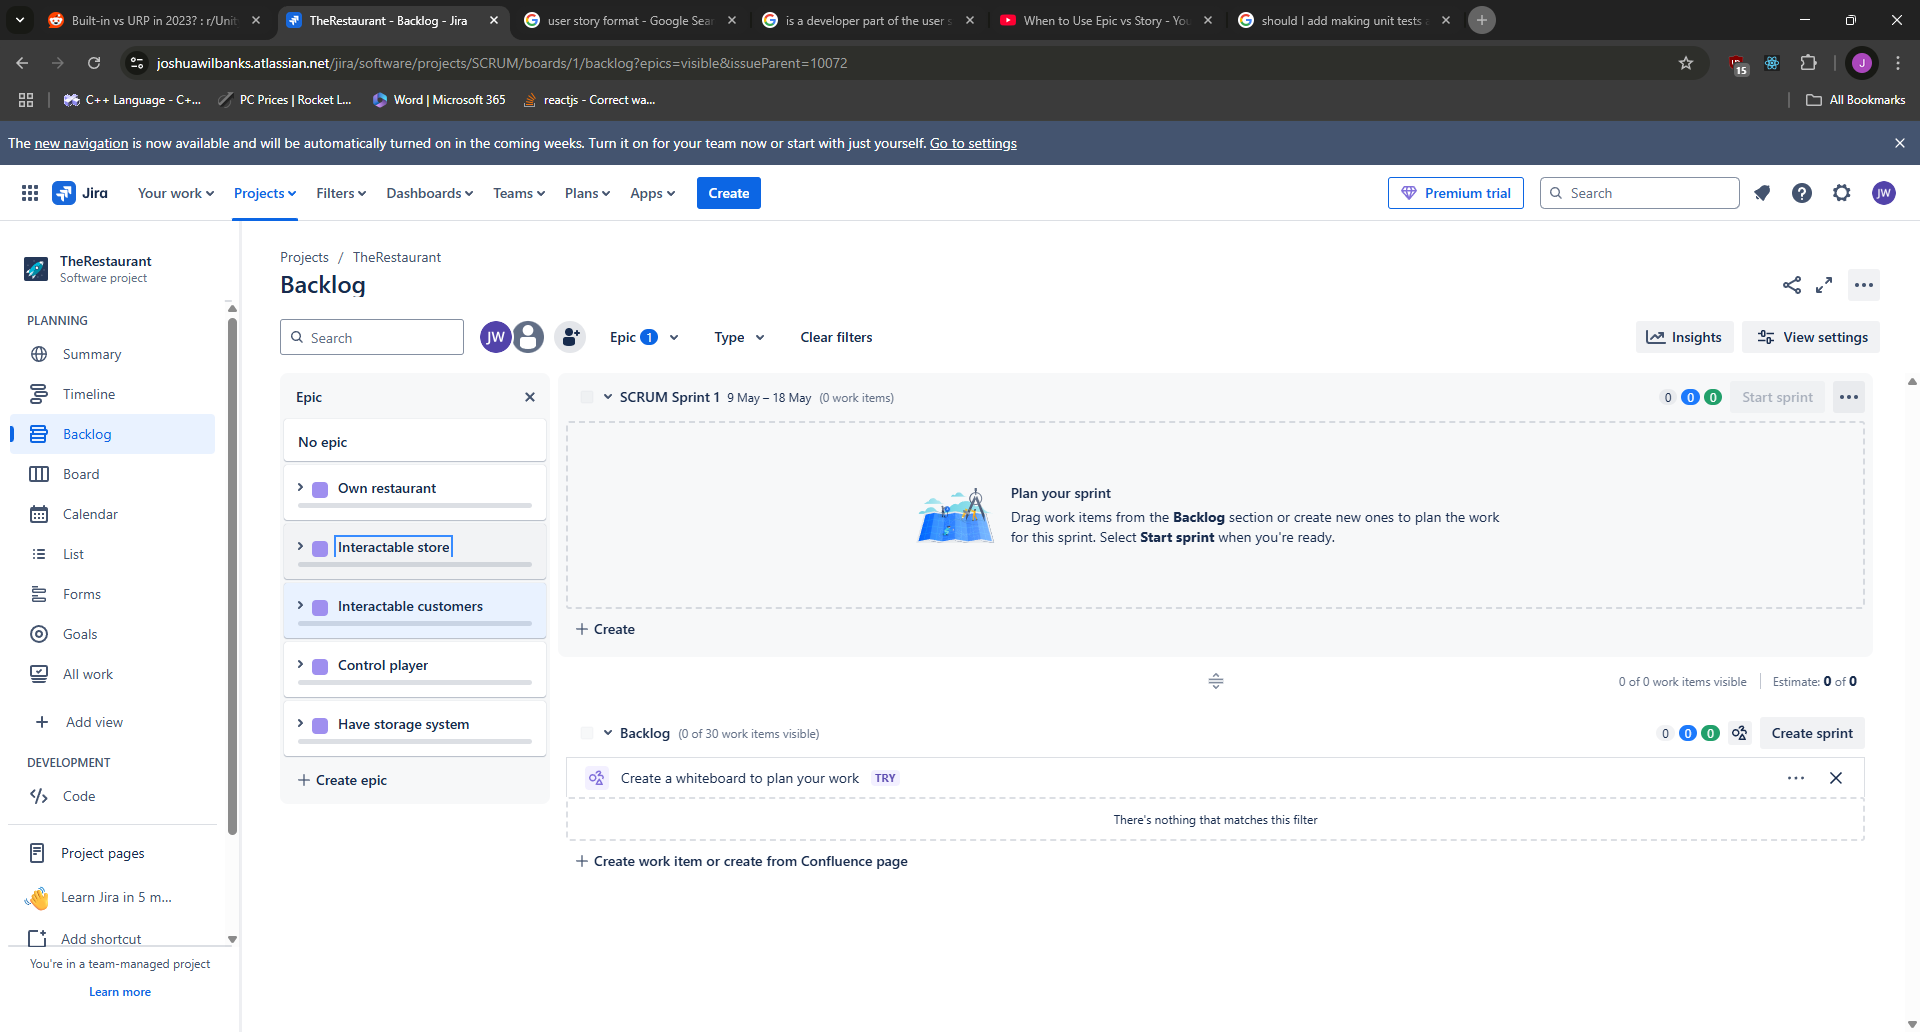 Built-in vs URP in 2023? : r/Unit
TheRestaurant - Backlog - Jira
user story format - Google Sear
is a developer part of the user s
When to Use Epic vs Story - You
should I add making unit tests a
joshuawilbanks.atlassian.net/jira/software/projects/SCRUM/boards/1/backlog?epics=visible&issueParent=10072
15
J
C++ Language - C+...
PC Prices | Rocket L...
Word | Microsoft 365
reactjs - Correct wa...
All Bookmarks
The new navigation is now available and will be automatically turned on in the coming weeks. Turn it on for your team now or start with just yourself. Go to settings
Jira
Your work
Projects
Filters
Dashboards
Teams
Plans
Apps
Create
Premium trial
Search
JW
TheRestaurant
Software project
PLANNING
Summary
Timeline
Backlog
Board
Calendar
List
Forms
Goals
All work
Add view
DEVELOPMENT
Code
Project pages
Learn Jira in 5 m...
Add shortcut
You're in a team-managed project
Learn more
Projects / TheRestaurant
Backlog
Search
JW
Epic 1
Type
Clear filters
Insights
View settings
Epic
No epic
Own restaurant
Interactable store
Interactable customers
Control player
Have storage system
Create epic
SCRUM Sprint 1 9 May – 18 May (0 work items)
0 0 0 Start sprint
Plan your sprint
Drag work items from the Backlog section or create new ones to plan the work
for this sprint. Select Start sprint when you're ready.
Create
0 of 0 work items visible
Estimate: 0 of 0
Backlog (0 of 30 work items visible)
0 0 0
Create sprint
Create a whiteboard to plan your work TRY
There's nothing that matches this filter
Create work item or create from Confluence page